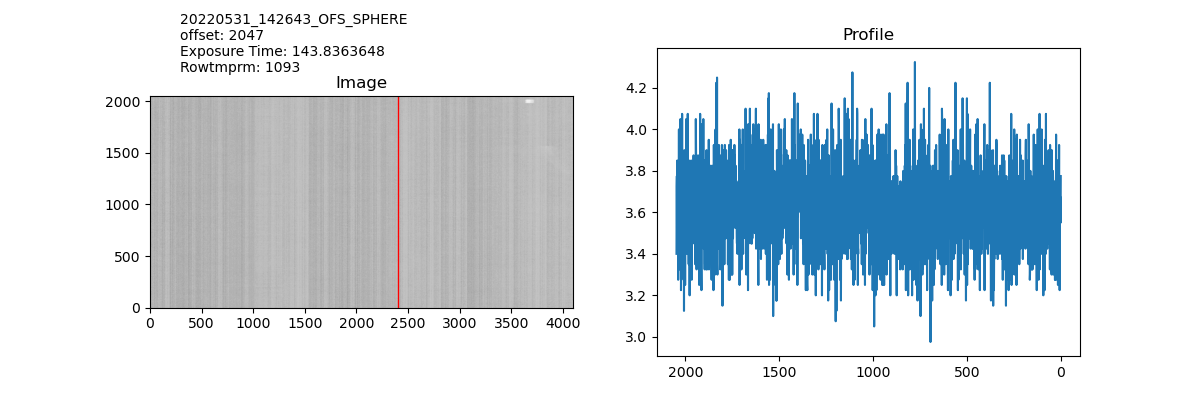 20220531_142643_OFS_SPHERE
offset: 2047
Exposure Time: 143.8363648
Rowtmprm: 1093
Image
2000
1500
1000
500
0
0 500 1000 1500 2000 2500 3000 3500 4000
Profile
4.2
4.0
3.8
3.6
3.4
3.2
3.0
2000 1500 1000 500 0